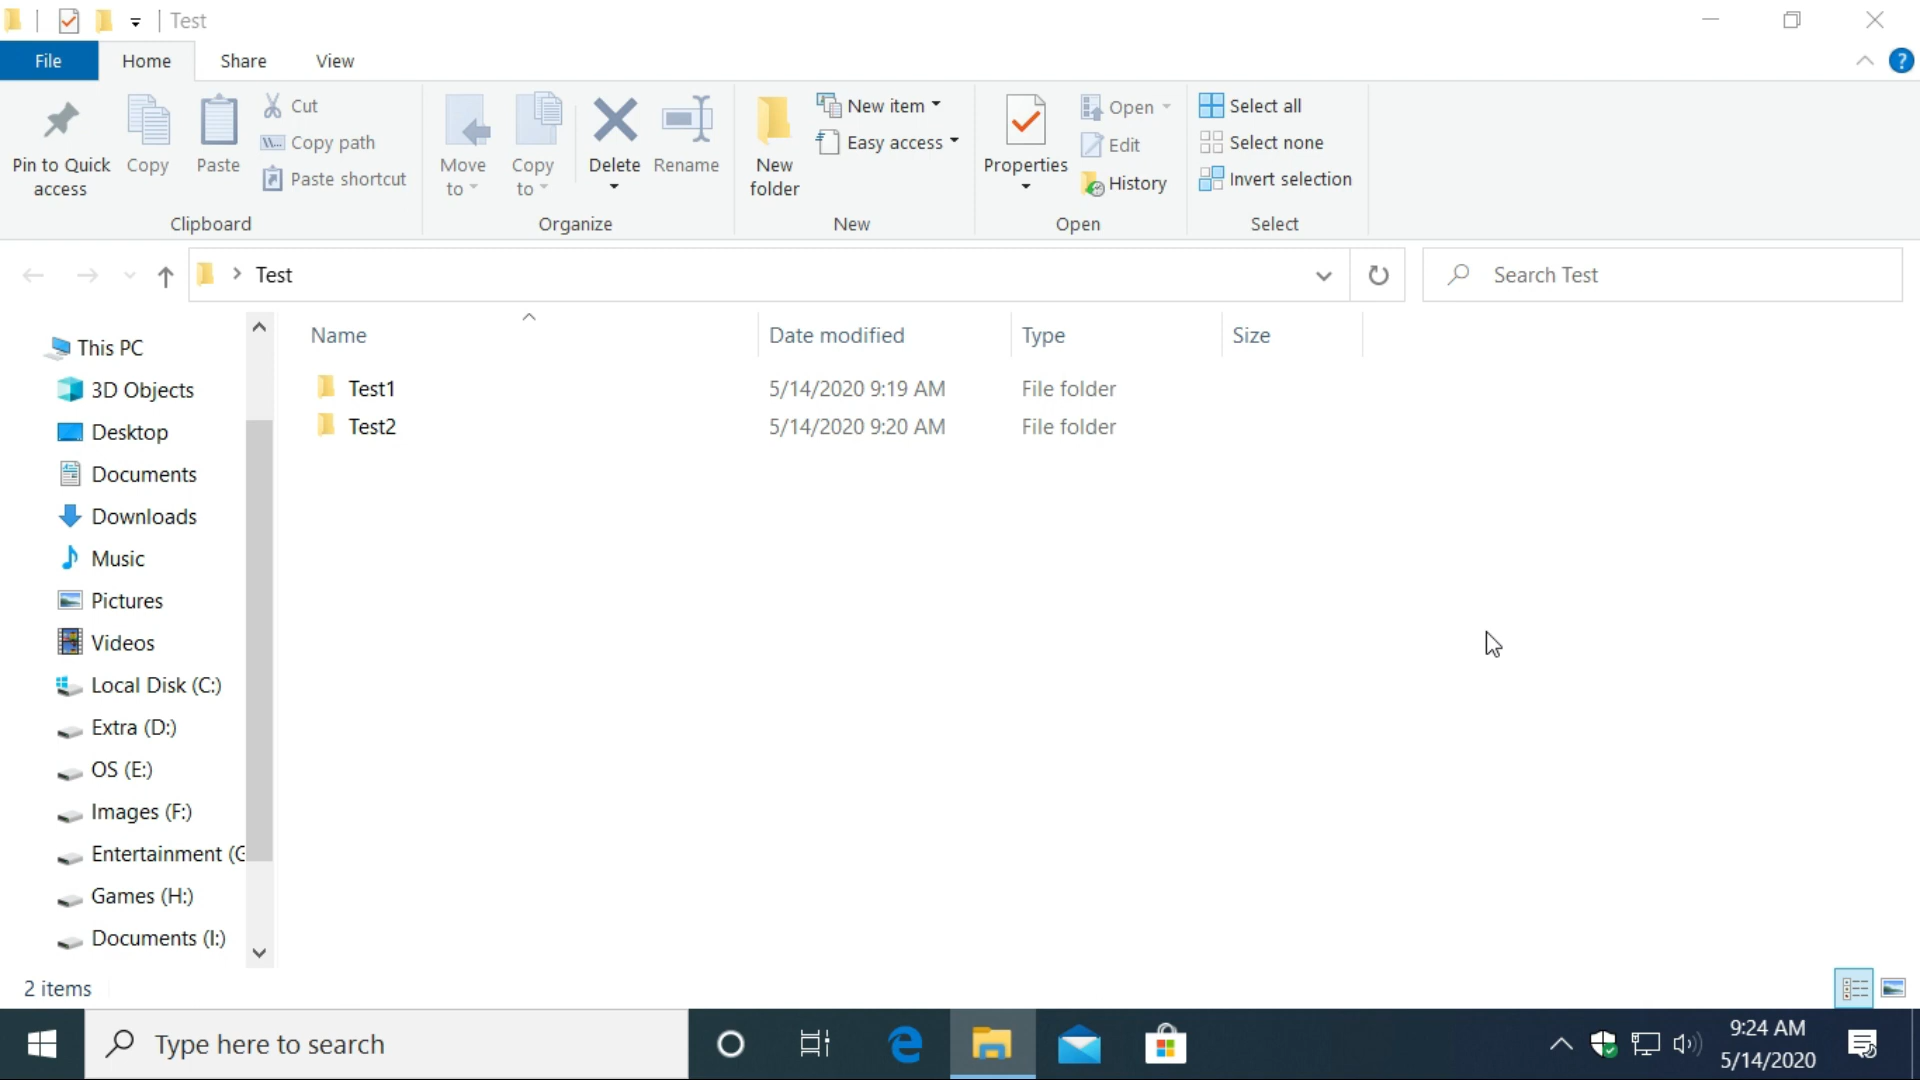 Test
File Home Share View
Pin to Quick access
Copy
Paste
Cut
Copy path
Paste shortcut
Clipboard
Move to
Copy to
Delete
Rename
Organize
New folder
New item
Easy access
New
Properties
Open
Edit
History
Open
Select all
Select none
Invert selection
Select
Test
Search Test
Name Date modified Type Size
Test1 5/14/2020 9:19 AM File folder
Test2 5/14/2020 9:20 AM File folder
This PC
3D Objects
Desktop
Documents
Downloads
Music
Pictures
Videos
Local Disk (C:)
Extra (D:)
OS (E:)
Images (F:)
Entertainment (G
Games (H:)
Documents (I:)
2 items
Type here to search
9:24 AM
5/14/2020